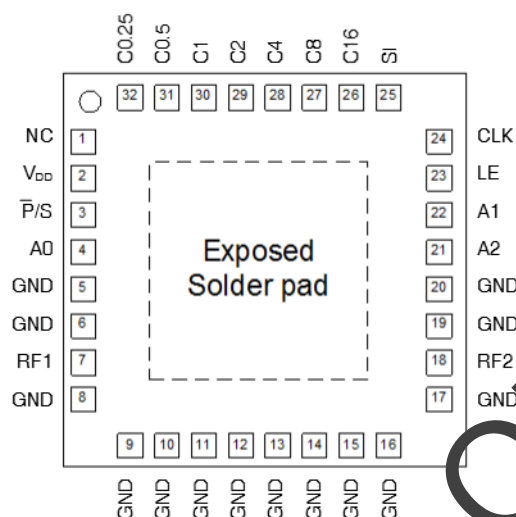 C0.25 C0.5 C1 C2 C4 C8 C16 SI
32 31 30 29 28 27 26 25
NC 1
V_DD 2
P̅/S 3
A0 4
GND 5
GND 6
RF1 7
GND 8
24 CLK
23 LE
22 A1
21 A2
20 GND
19 GND
18 RF2
17 GND
Exposed
Solder pad
9 10 11 12 13 14 15 16
GND GND GND GND GND GND GND GND